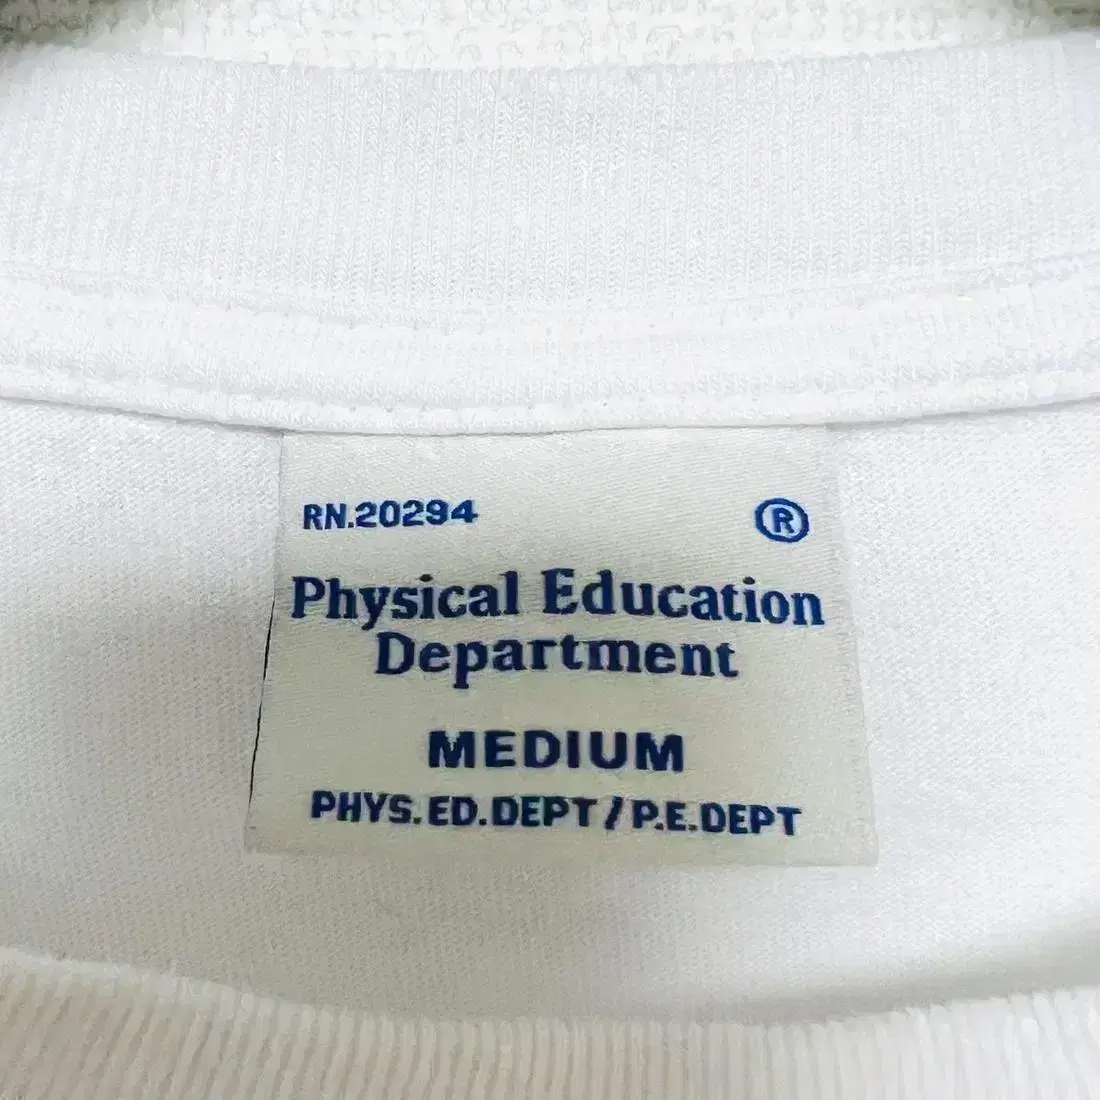 RN.20294 ®
Physical Education
Department
MEDIUM
PHYS.ED.DEPT / P.E.DEPT